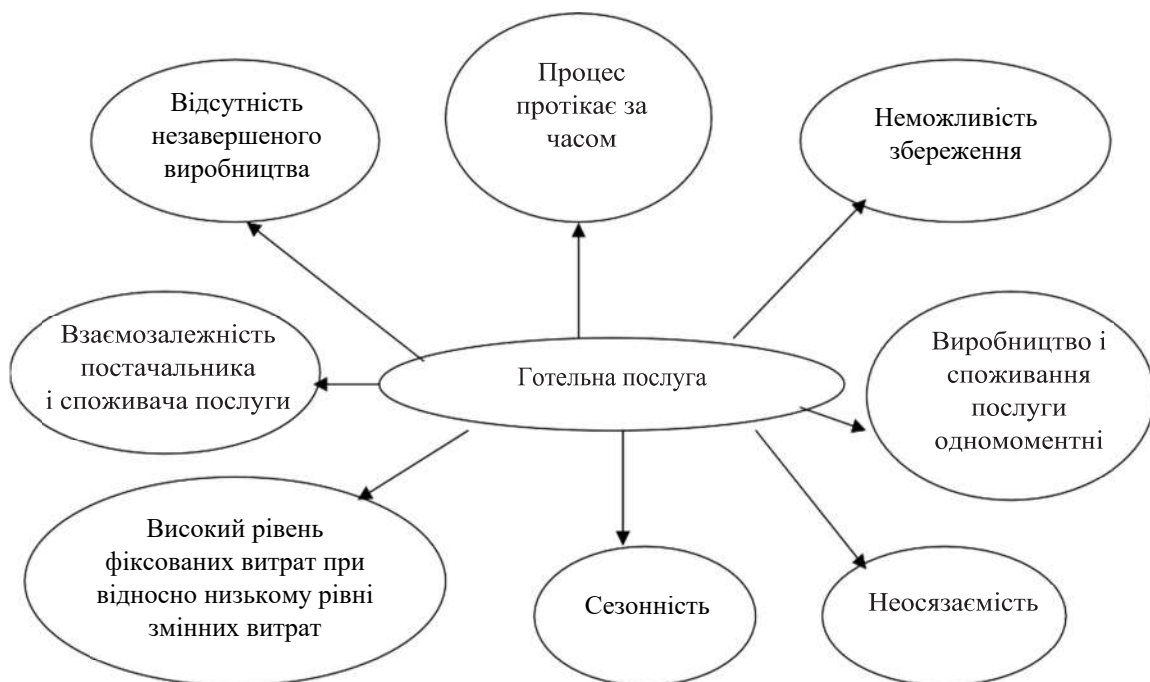 Процес
протікає за
часом
Відсутність
незавершеного
виробництва
Неможливість
збереження
Взаємозалежність
постачальника
і споживача послуги
Готельна послуга
Виробництво і
споживання
послуги
одномоментні
Високий рівень
фіксованих витрат при
відносно низькому рівні
змінних витрат
Сезонність
Неосязаємість